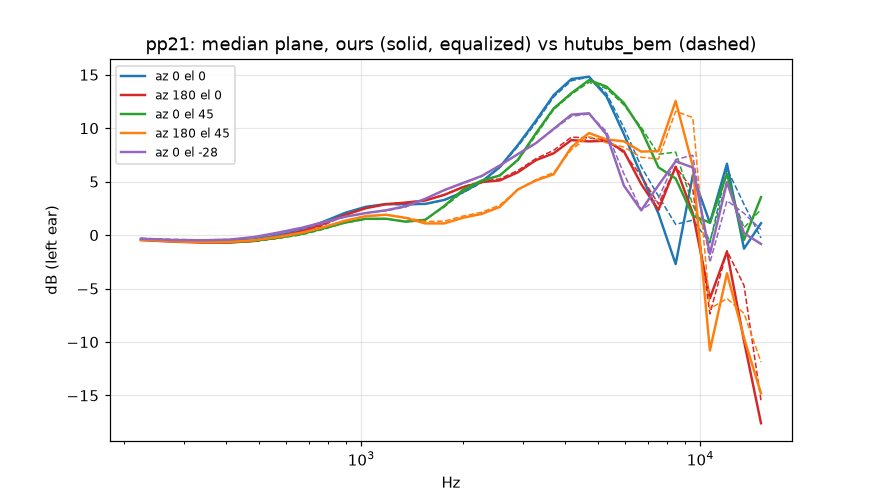 pp21: median plane, ours (solid, equalized) vs hutubs_bem (dashed)
az 0 el 0
az 180 el 0
az 0 el 45
az 180 el 45
az 0 el -28
dB (left ear)
15
10
5
0
−5
−10
−15
10³
10⁴
Hz